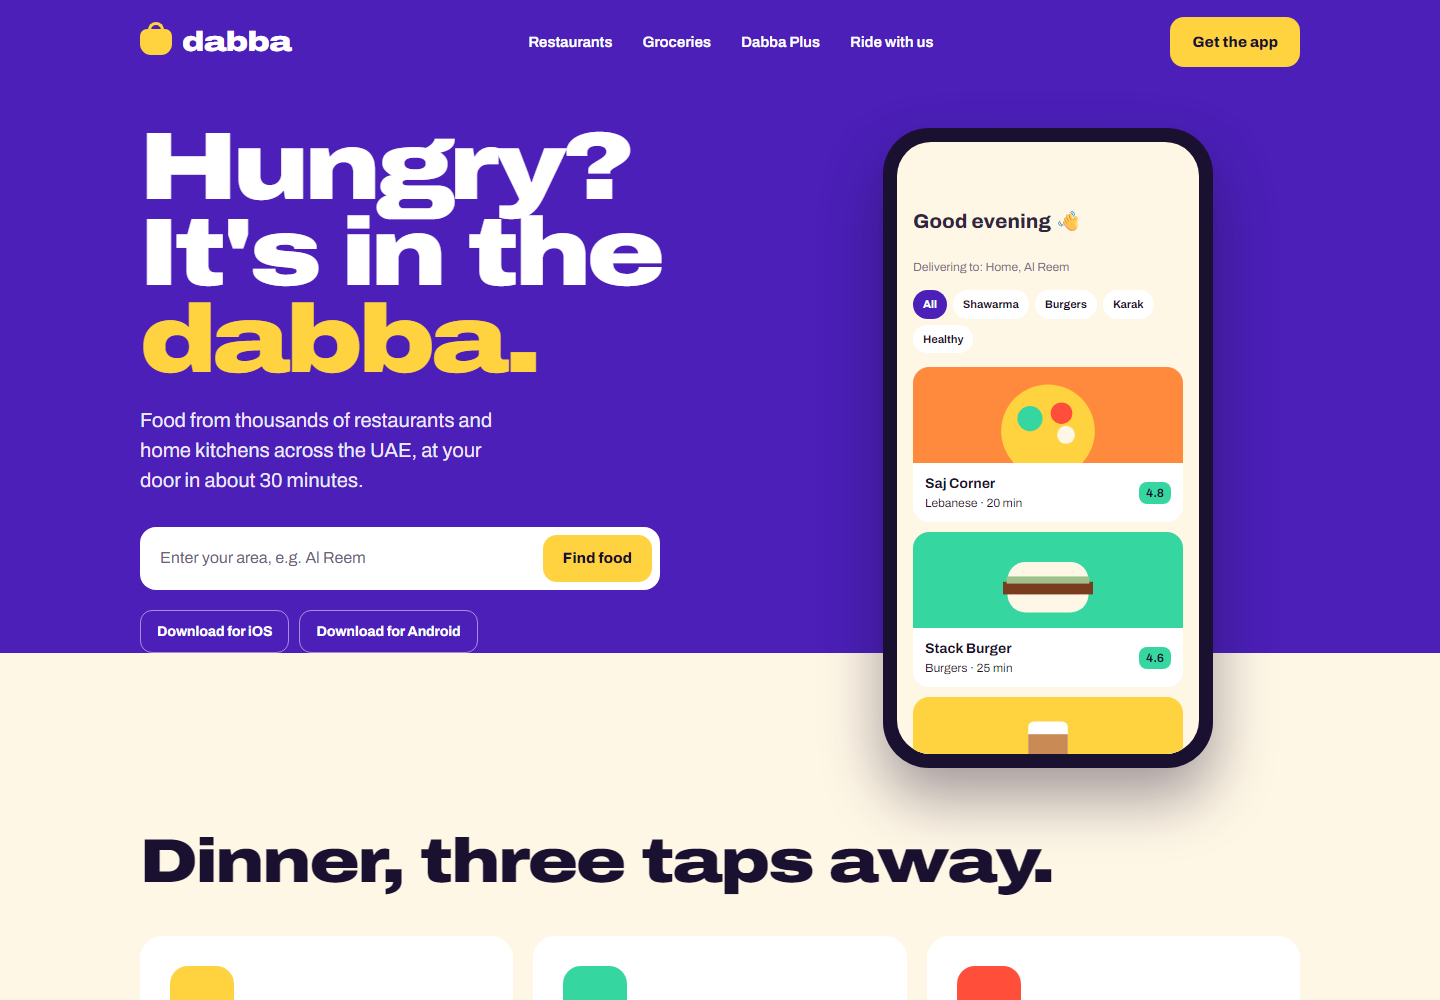 dabba
Restaurants
Groceries
Dabba Plus
Ride with us
Get the app
Hungry?
It's in the
dabba.
Food from thousands of restaurants and
home kitchens across the UAE, at your
door in about 30 minutes.
Enter your area, e.g. Al Reem
Find food
Download for iOS
Download for Android
Good evening 👋
Delivering to: Home, Al Reem
All
Shawarma
Burgers
Karak
Healthy
Saj Corner
Lebanese · 20 min
4.8
Stack Burger
Burgers · 25 min
4.6
Dinner, three taps away.